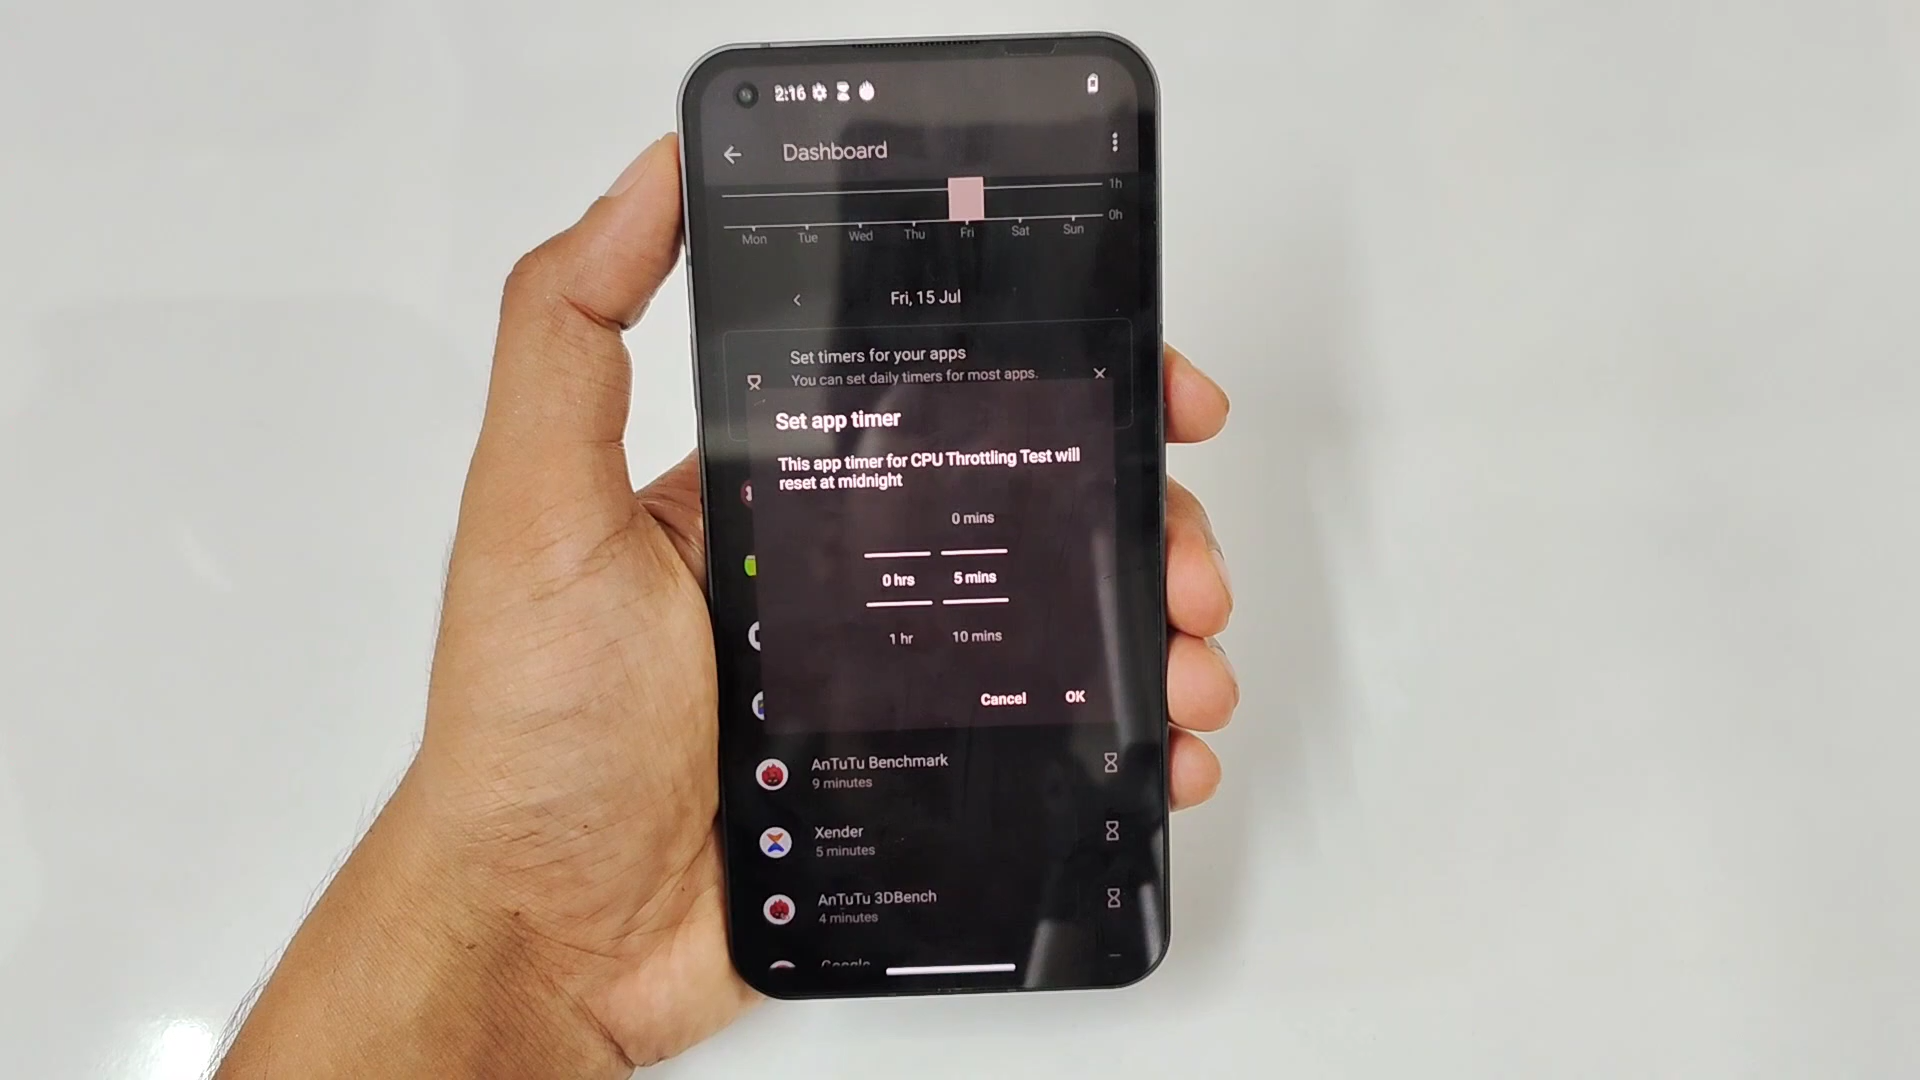 2:16
Dashboard
1h
0h
Mon Tue Wed Thu Fri Sat Sun
Fri, 15 Jul
Set timers for your apps
You can set daily timers for most apps.
Set app timer
This app timer for CPU Throttling Test will
reset at midnight
0 mins
0 hrs 5 mins
1 hr 10 mins
Cancel OK
AnTuTu Benchmark
9 minutes
Xender
5 minutes
AnTuTu 3DBench
4 minutes
Google